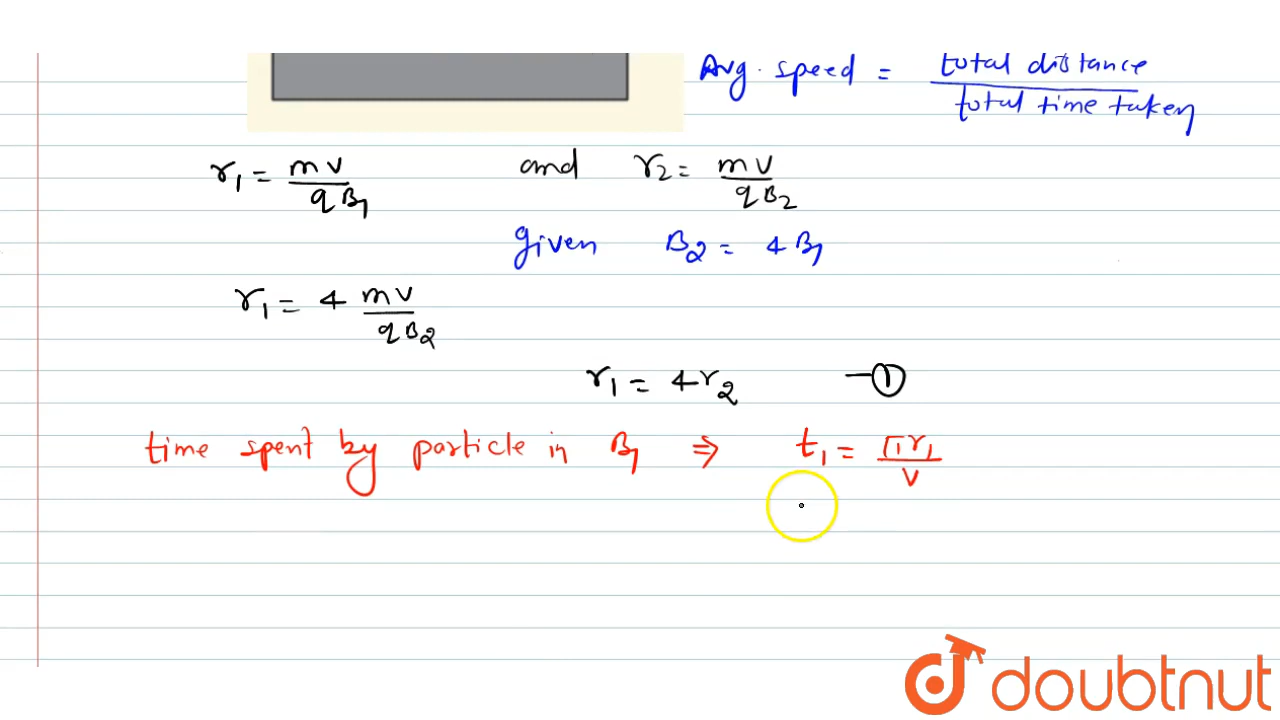 Avg. speed = total distance / total time taken
r1 = mv / qB1 and r2 = mv / qB2
given B2 = 4B1
r1 = 4 mv / qB2
r1 = 4r2 — ①
time spent by particle in B1 ⇒ t1 = πr1 / v
doubtnut